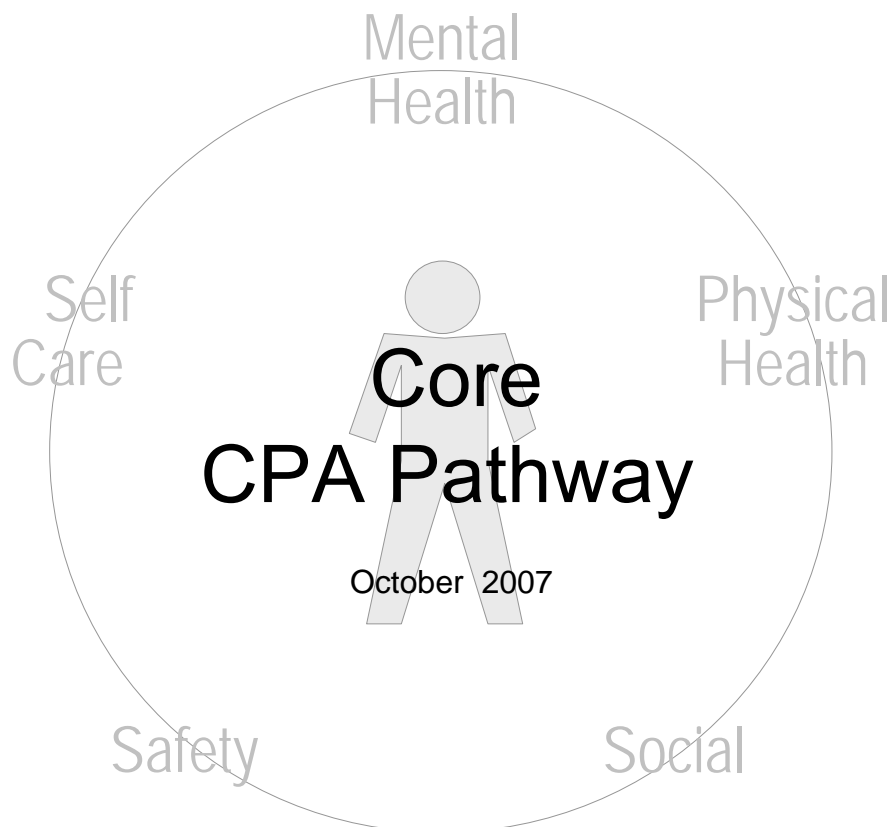 Mental
Health
Self
Care
Physical
Health
Core
CPA Pathway
October 2007
Safety
Social